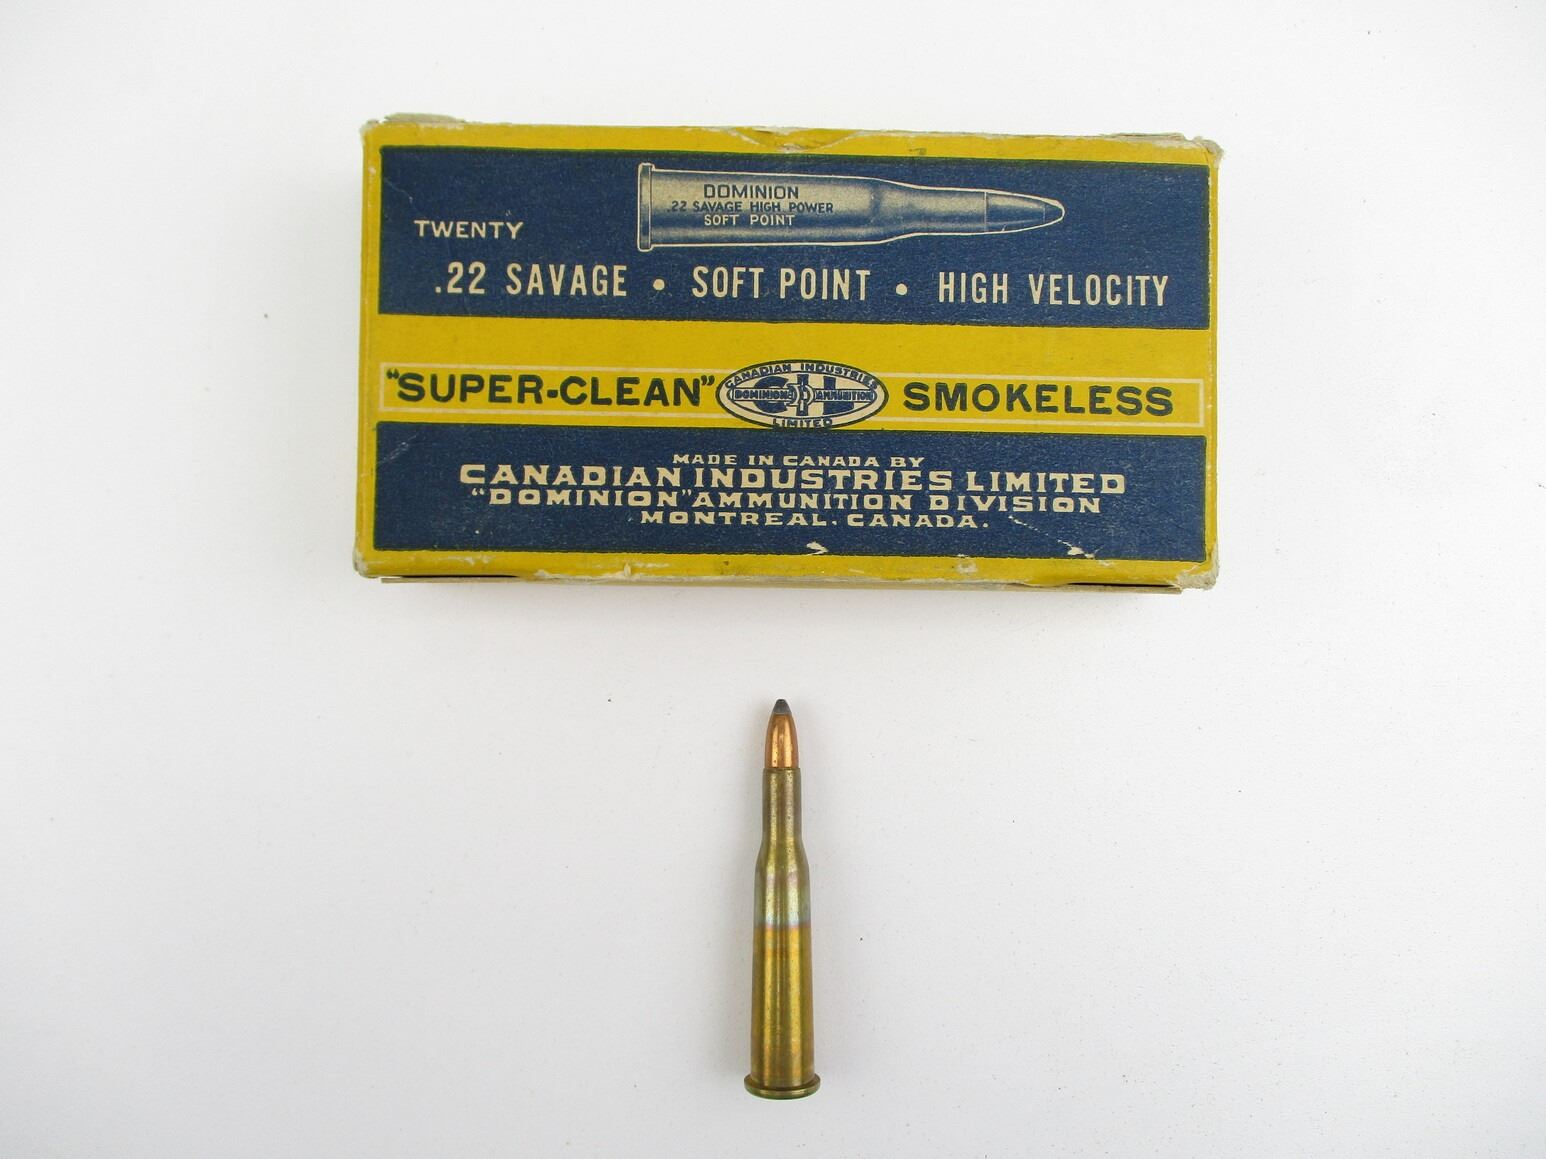 DOMINION
.22 SAVAGE HIGH POWER
SOFT POINT
TWENTY
.22 SAVAGE • SOFT POINT • HIGH VELOCITY
"SUPER-CLEAN" SMOKELESS
CANADIAN INDUSTRIES
CIL
DOMINION AMMUNITION
LIMITED
MADE IN CANADA BY
CANADIAN INDUSTRIES LIMITED
"DOMINION" AMMUNITION DIVISION
MONTREAL. CANADA.